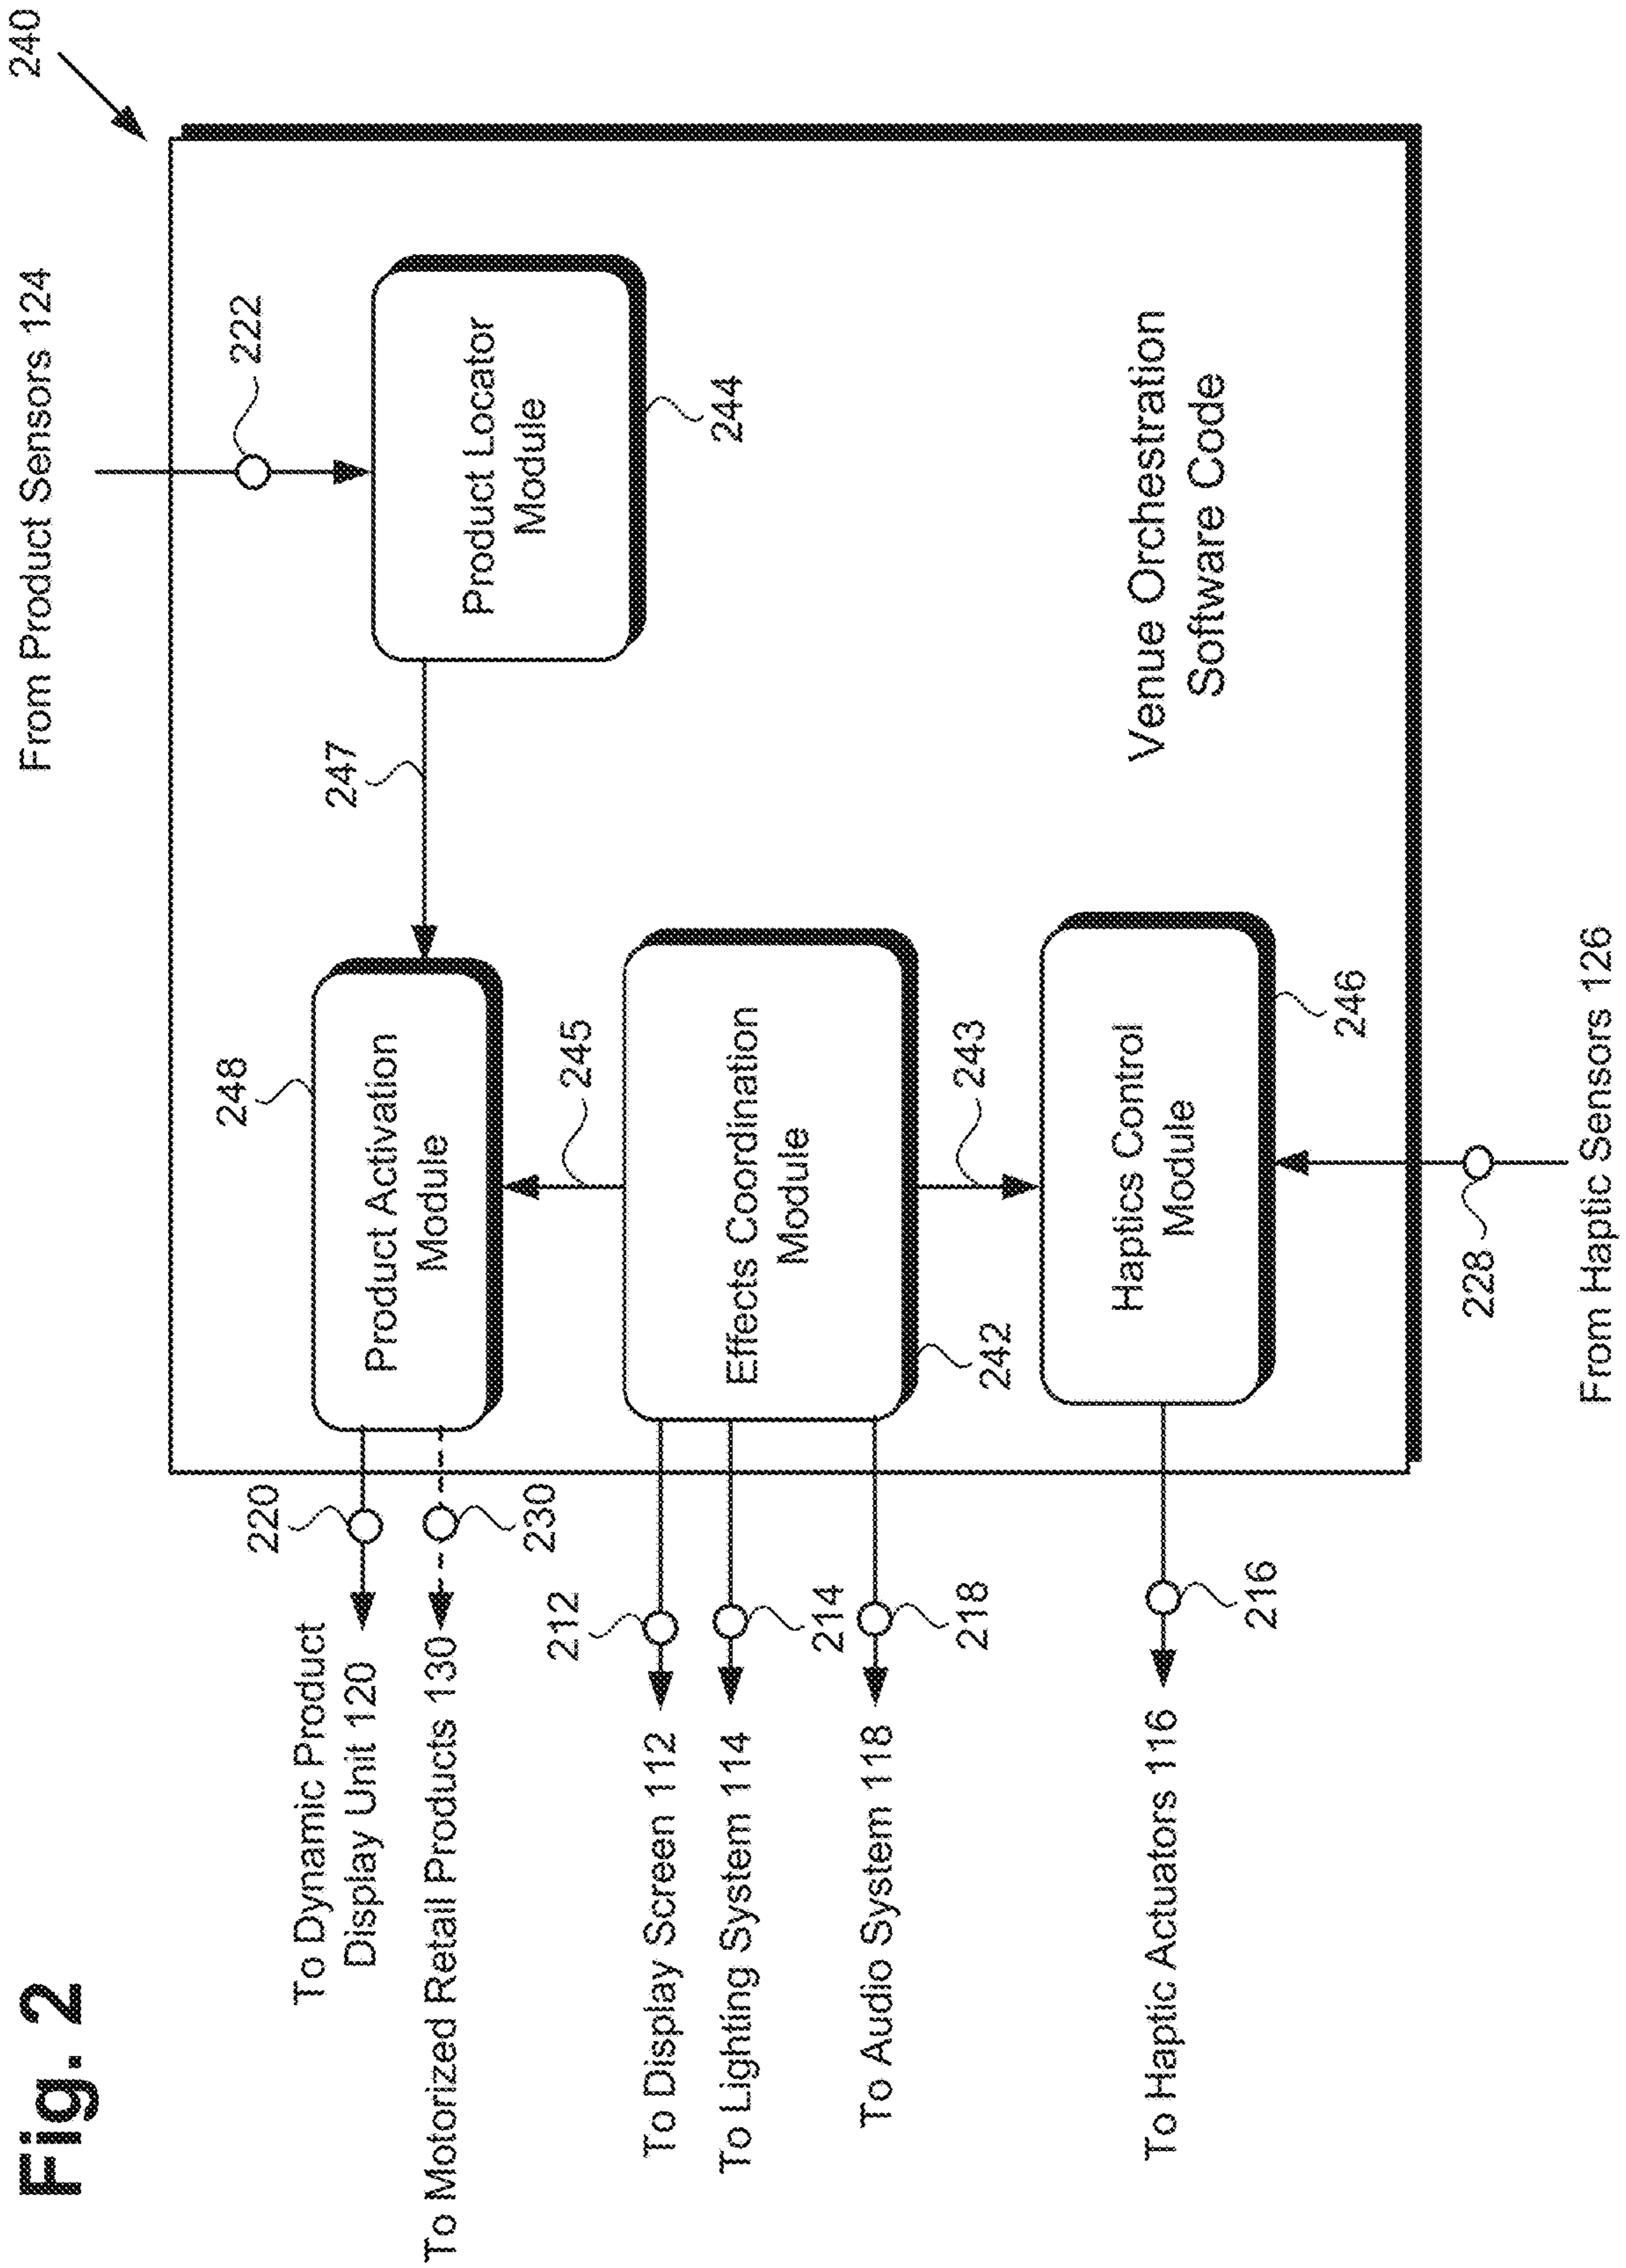 Fig. 2
240
From Product Sensors 124
222
Product Locator
Module
244
247
248
Product Activation
Module
220
To Dynamic Product
Display Unit 120
230
To Motorized Retail Products 130
245
Effects Coordination
Module
242
212
To Display Screen 112
214
To Lighting System 114
218
To Audio System 118
243
Haptics Control
Module
246
216
To Haptic Actuators 116
228
From Haptic Sensors 126
Venue Orchestration
Software Code